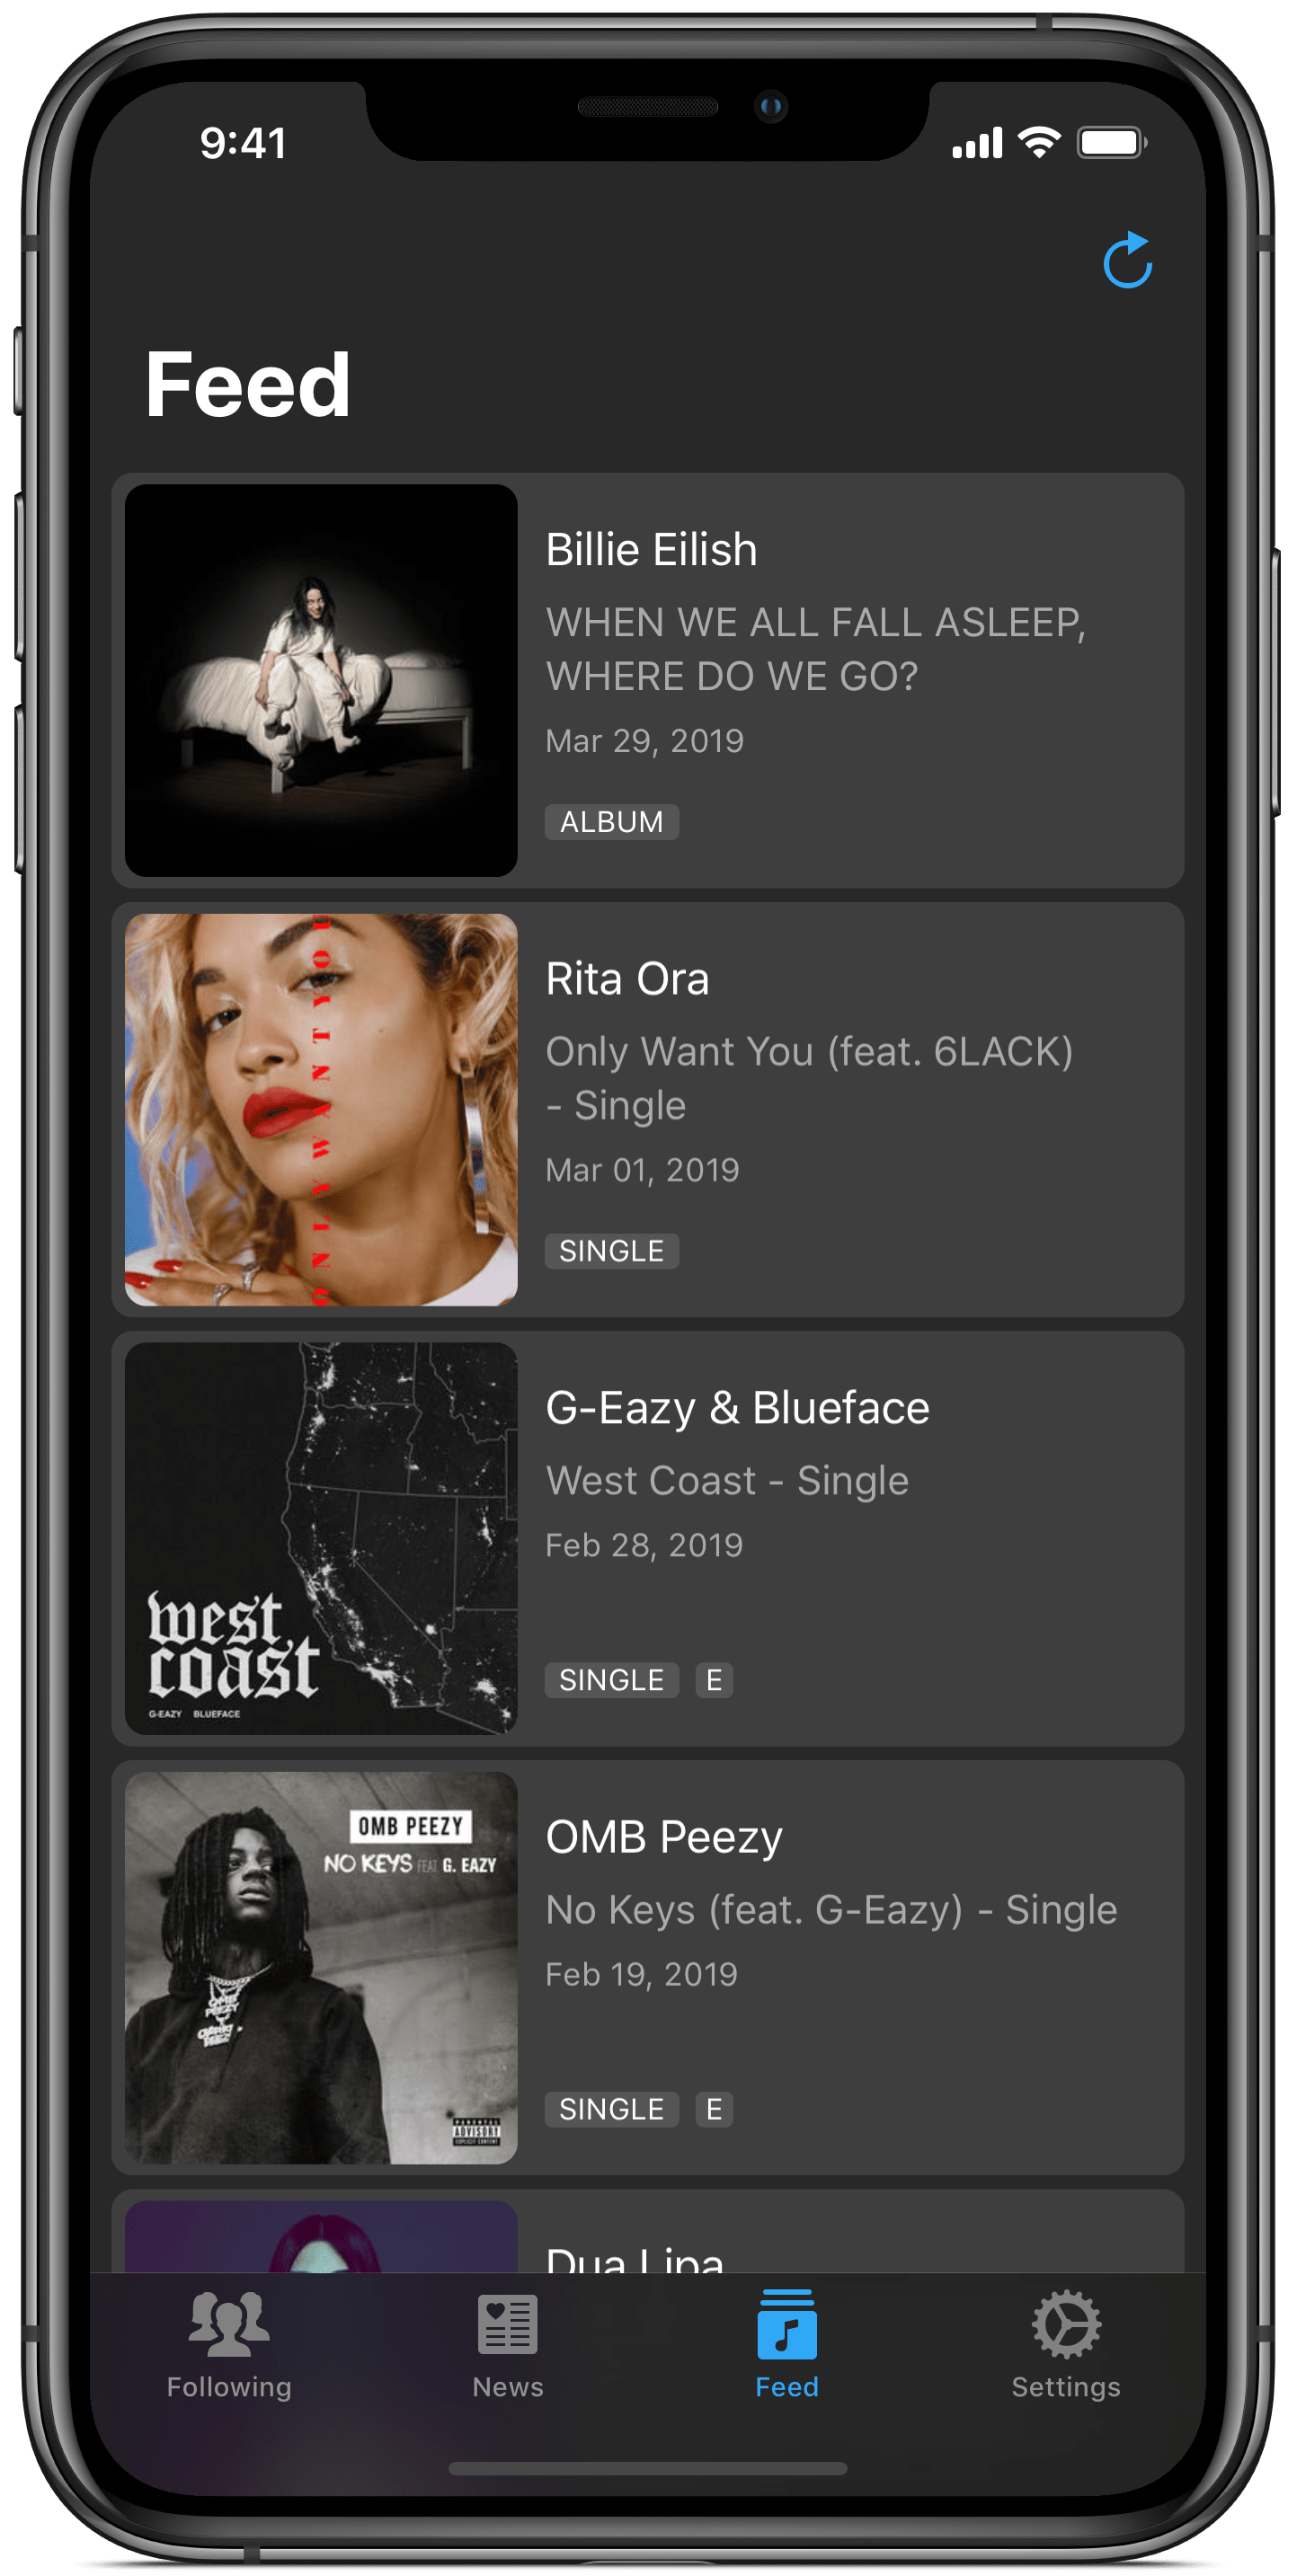 9:41
Feed
Billie Eilish
WHEN WE ALL FALL ASLEEP,
WHERE DO WE GO?
Mar 29, 2019
ALBUM
ONLY WANT YOU
Rita Ora
Only Want You (feat. 6LACK)
- Single
Mar 01, 2019
SINGLE
west
coast
G-EAZY BLUEFACE
G-Eazy & Blueface
West Coast - Single
Feb 28, 2019
SINGLE E
OMB PEEZY
NO KEYS FEAT. G. EAZY
OMB
PEEZY
PARENTAL
ADVISORY
EXPLICIT CONTENT
OMB Peezy
No Keys (feat. G-Eazy) - Single
Feb 19, 2019
SINGLE E
Dua Lipa
Following
News
Feed
Settings